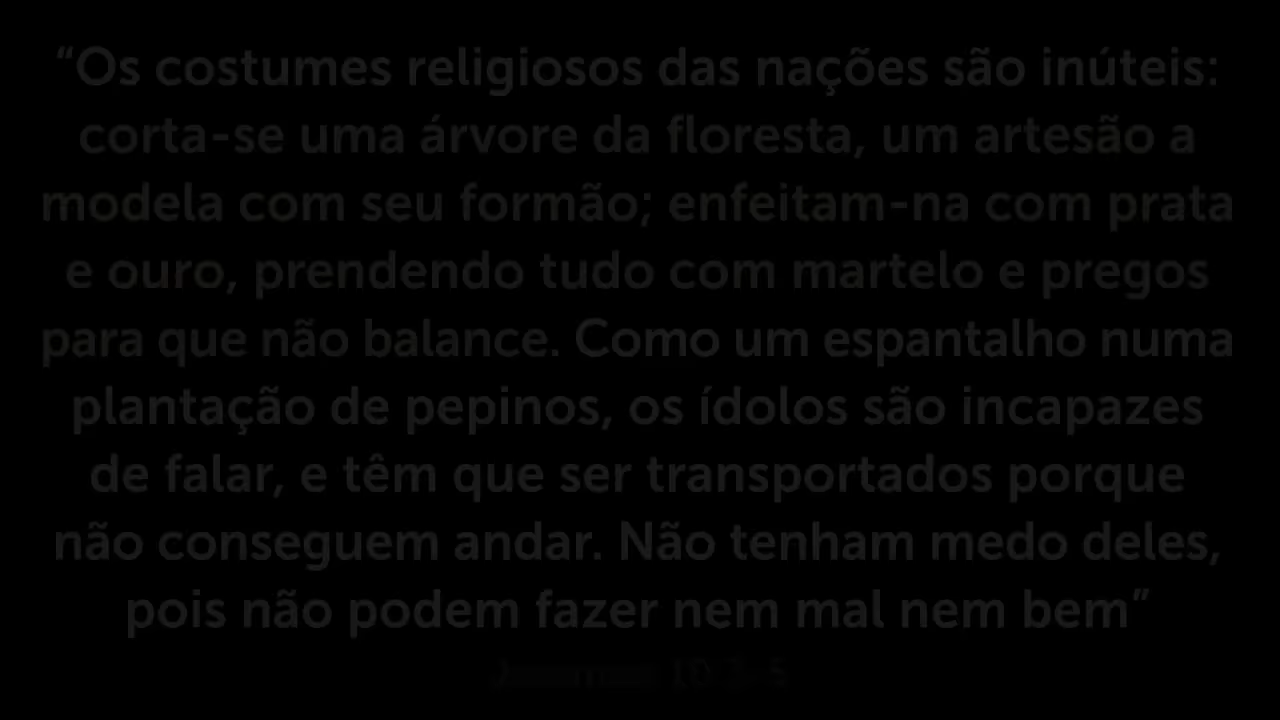 “Os costumes religiosos das nações são inúteis:
corta-se uma árvore da floresta, um artesão a
modela com seu formão; enfeitam-na com prata
e ouro, prendendo tudo com martelo e pregos
para que não balance. Como um espantalho numa
plantação de pepinos, os ídolos são incapazes
de falar, e têm que ser transportados porque
não conseguem andar. Não tenham medo deles,
pois não podem fazer nem mal nem bem”